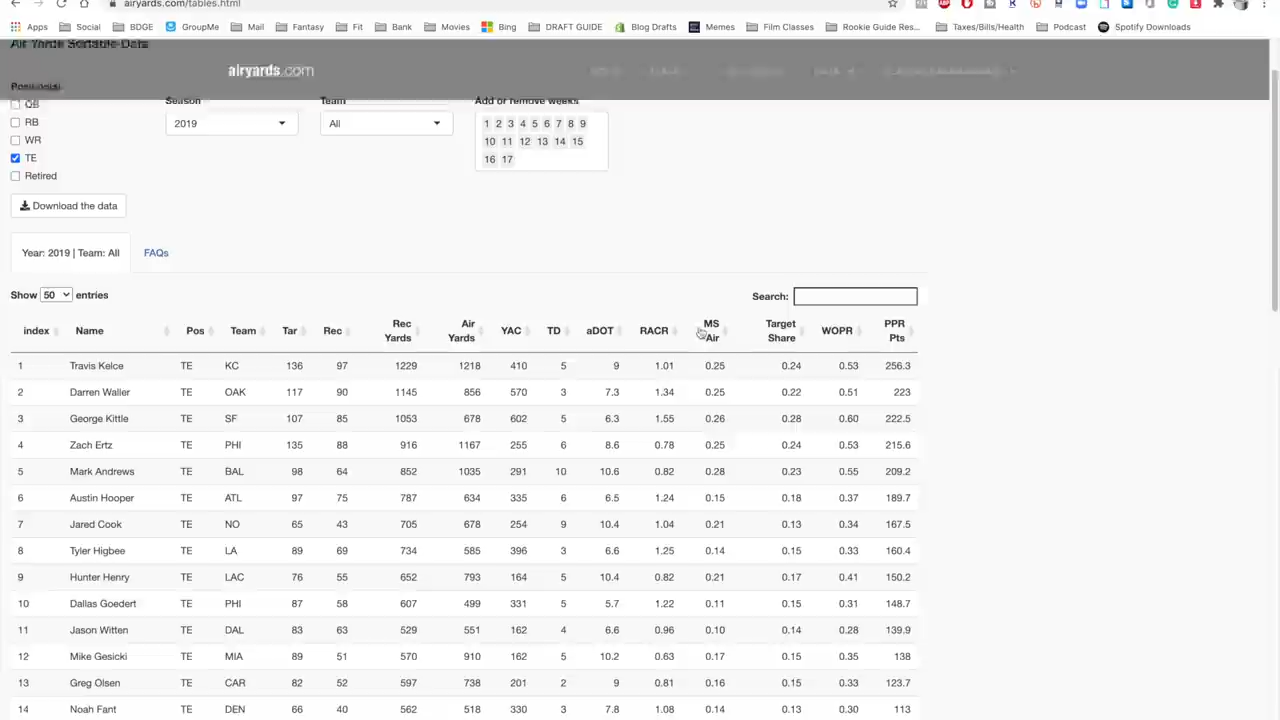 airyards.com/tables.html
Apps Social BDGE GroupMe Mail Fantasy Fit Bank Movies Bing DRAFT GUIDE Blog Drafts Memes Film Classes Rookie Guide Res... Taxes/Bills/Health Podcast Spotify Downloads
Air Yards Sortable Data
airyards.com
QB
Season Team Add or remove weeks
RB
2019 All 1 2 3 4 5 6 7 8 9
WR
10 11 12 13 14 15
TE
16 17
Retired
Download the data
Year: 2019 | Team: All FAQs
Show 50 entries Search:
index Name Pos Team Tar Rec Rec Yards Air Yards YAC TD aDOT RACR MS Air Target Share WOPR PPR Pts
1 Travis Kelce TE KC 136 97 1229 1218 410 5 9 1.01 0.25 0.24 0.53 256.3
2 Darren Waller TE OAK 117 90 1145 856 570 3 7.3 1.34 0.25 0.22 0.51 223
3 George Kittle TE SF 107 85 1053 678 602 5 6.3 1.55 0.26 0.28 0.60 222.5
4 Zach Ertz TE PHI 135 88 916 1167 255 6 8.6 0.78 0.25 0.24 0.53 215.6
5 Mark Andrews TE BAL 98 64 852 1035 291 10 10.6 0.82 0.28 0.23 0.55 209.2
6 Austin Hooper TE ATL 97 75 787 634 335 6 6.5 1.24 0.15 0.18 0.37 189.7
7 Jared Cook TE NO 65 43 705 678 254 9 10.4 1.04 0.21 0.13 0.34 167.5
8 Tyler Higbee TE LA 89 69 734 585 396 3 6.6 1.25 0.14 0.15 0.33 160.4
9 Hunter Henry TE LAC 76 55 652 793 164 5 10.4 0.82 0.21 0.17 0.41 150.2
10 Dallas Goedert TE PHI 87 58 607 499 331 5 5.7 1.22 0.11 0.15 0.31 148.7
11 Jason Witten TE DAL 83 63 529 551 162 4 6.6 0.96 0.10 0.14 0.28 139.9
12 Mike Gesicki TE MIA 89 51 570 910 162 5 10.2 0.63 0.17 0.15 0.35 138
13 Greg Olsen TE CAR 82 52 597 738 201 2 9 0.81 0.16 0.15 0.33 123.7
14 Noah Fant TE DEN 66 40 562 518 330 3 7.8 1.08 0.14 0.13 0.30 113